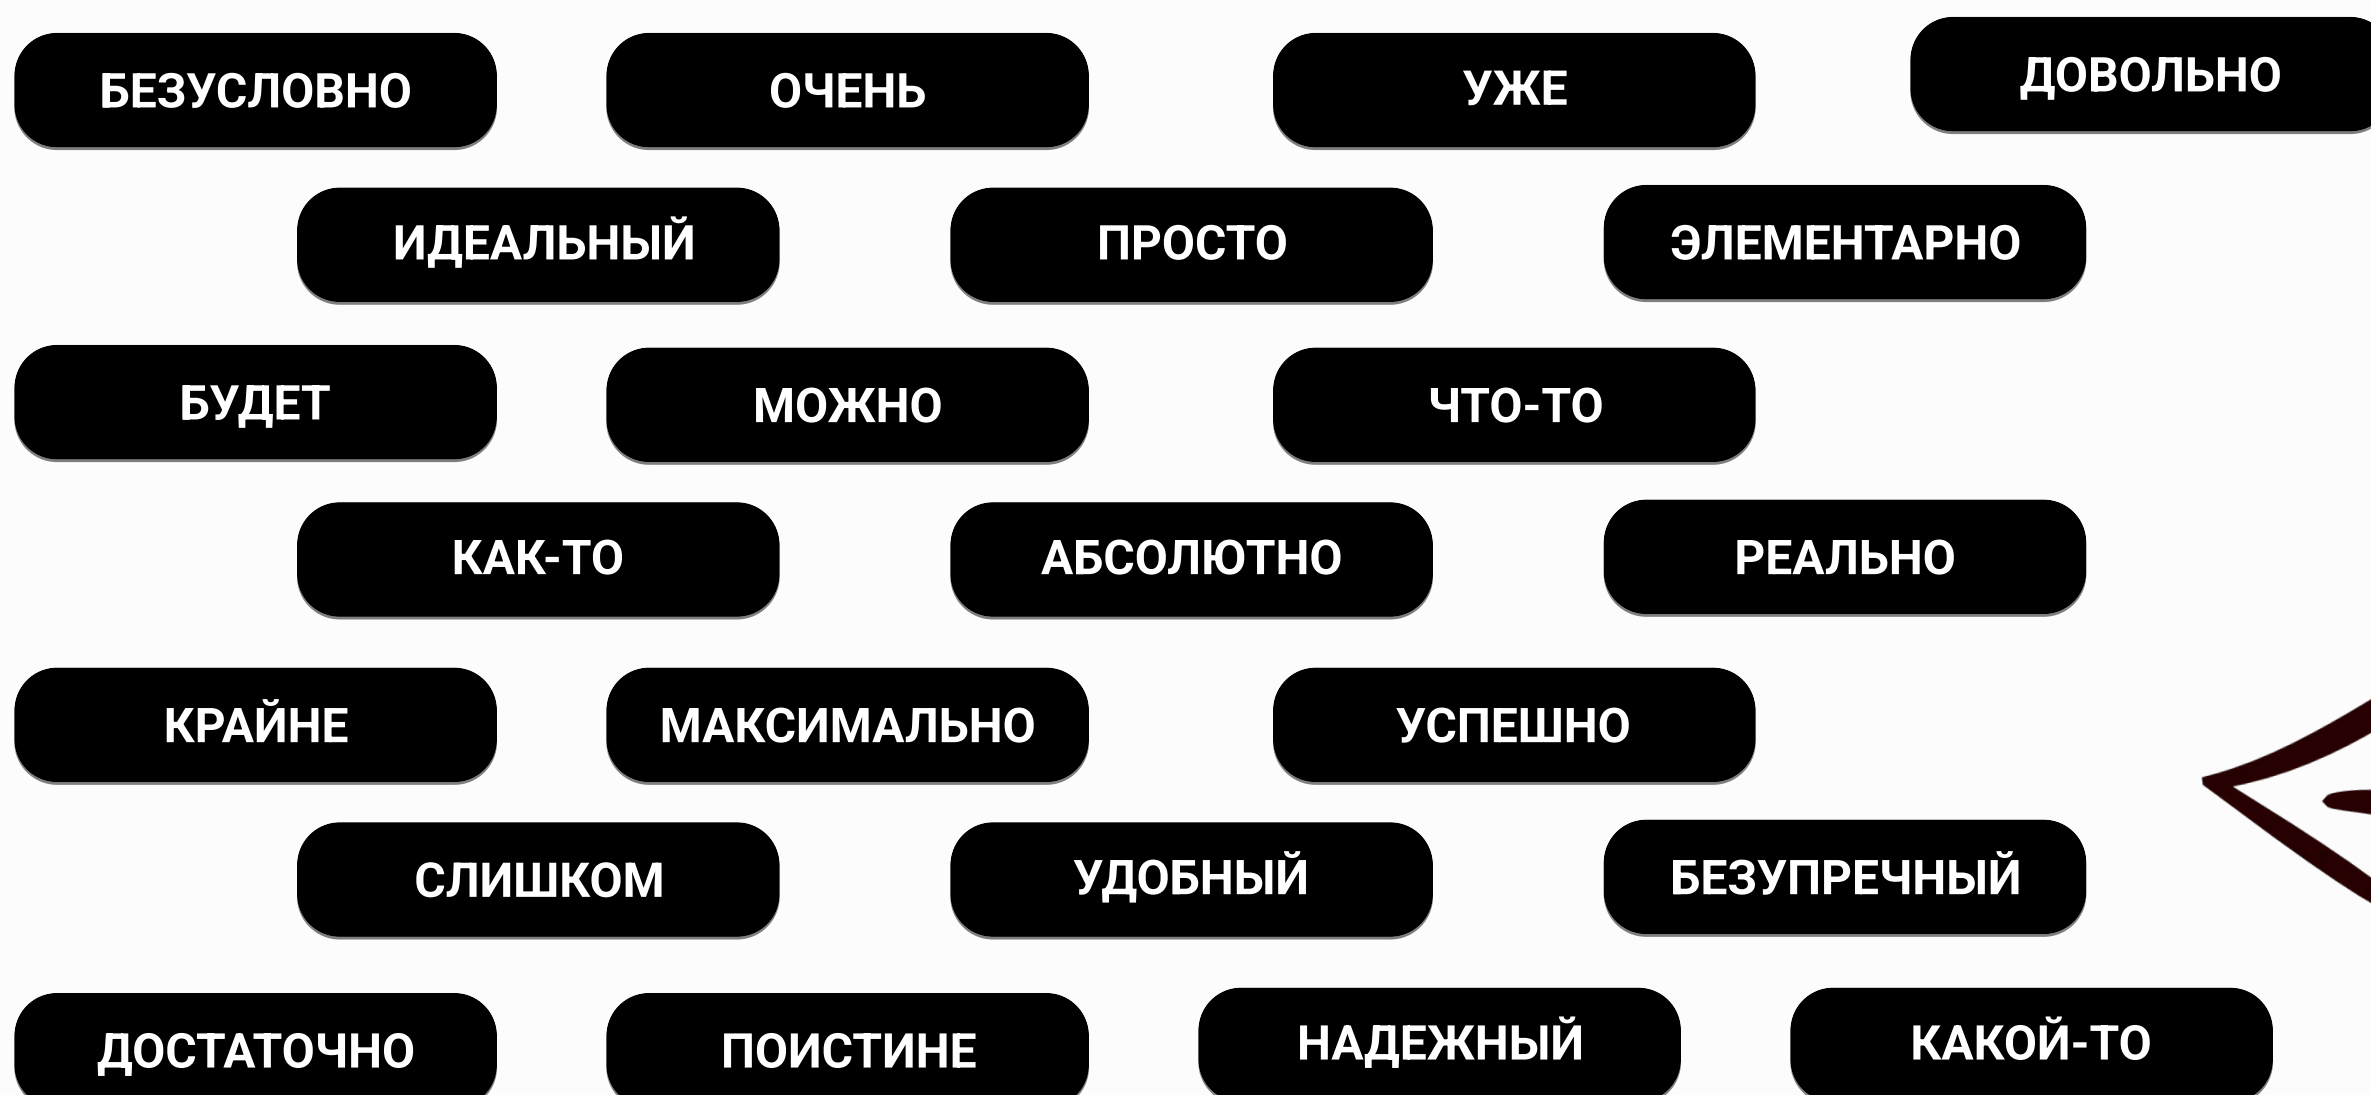 БЕЗУСЛОВНО ОЧЕНЬ УЖЕ ДОВОЛЬНО
ИДЕАЛЬНЫЙ ПРОСТО ЭЛЕМЕНТАРНО
БУДЕТ МОЖНО ЧТО-ТО
КАК-ТО АБСОЛЮТНО РЕАЛЬНО
КРАЙНЕ МАКСИМАЛЬНО УСПЕШНО
СЛИШКОМ УДОБНЫЙ БЕЗУПРЕЧНЫЙ
ДОСТАТОЧНО ПОИСТИНЕ НАДЕЖНЫЙ КАКОЙ-ТО